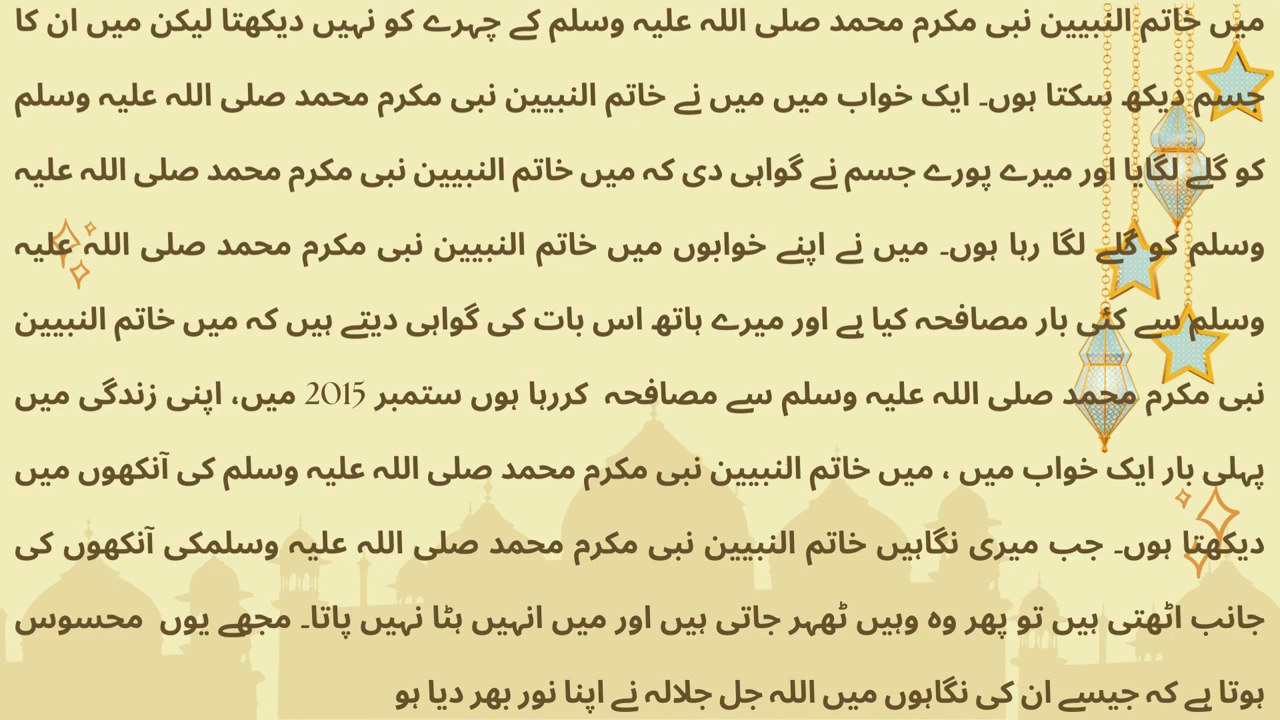 میں خاتم النبیین نبی مکرم محمد صلی اللہ علیہ وسلم کے چہرے کو نہیں دیکھتا لیکن میں ان کا
جسم دیکھ سکتا ہوں۔ ایک خواب میں میں نے خاتم النبیین نبی مکرم محمد صلی اللہ علیہ وسلم
کو گلے لگایا اور میرے پورے جسم نے گواہی دی کہ میں خاتم النبیین نبی مکرم محمد صلی اللہ علیہ
وسلم کو گلے لگا رہا ہوں۔ میں نے اپنے خوابوں میں خاتم النبیین نبی مکرم محمد صلی اللہ علیہ
وسلم سے کئی بار مصافحہ کیا ہے اور میرے ہاتھ اس بات کی گواہی دیتے ہیں کہ میں خاتم النبیین
نبی مکرم محمد صلی اللہ علیہ وسلم سے مصافحہ کررہا ہوں ستمبر 2015 میں، اپنی زندگی میں
پہلی بار ایک خواب میں ، میں خاتم النبیین نبی مکرم محمد صلی اللہ علیہ وسلم کی آنکھوں میں
دیکھتا ہوں۔ جب میری نگاہیں خاتم النبیین نبی مکرم محمد صلی اللہ علیہ وسلمکی آنکھوں کی
جانب اٹھتی ہیں تو پھر وہ وہیں ٹھہر جاتی ہیں اور میں انہیں ہٹا نہیں پاتا۔ مجھے یوں محسوس
ہوتا ہے کہ جیسے ان کی نگاہوں میں اللہ جل جلالہ نے اپنا نور بھر دیا ہو